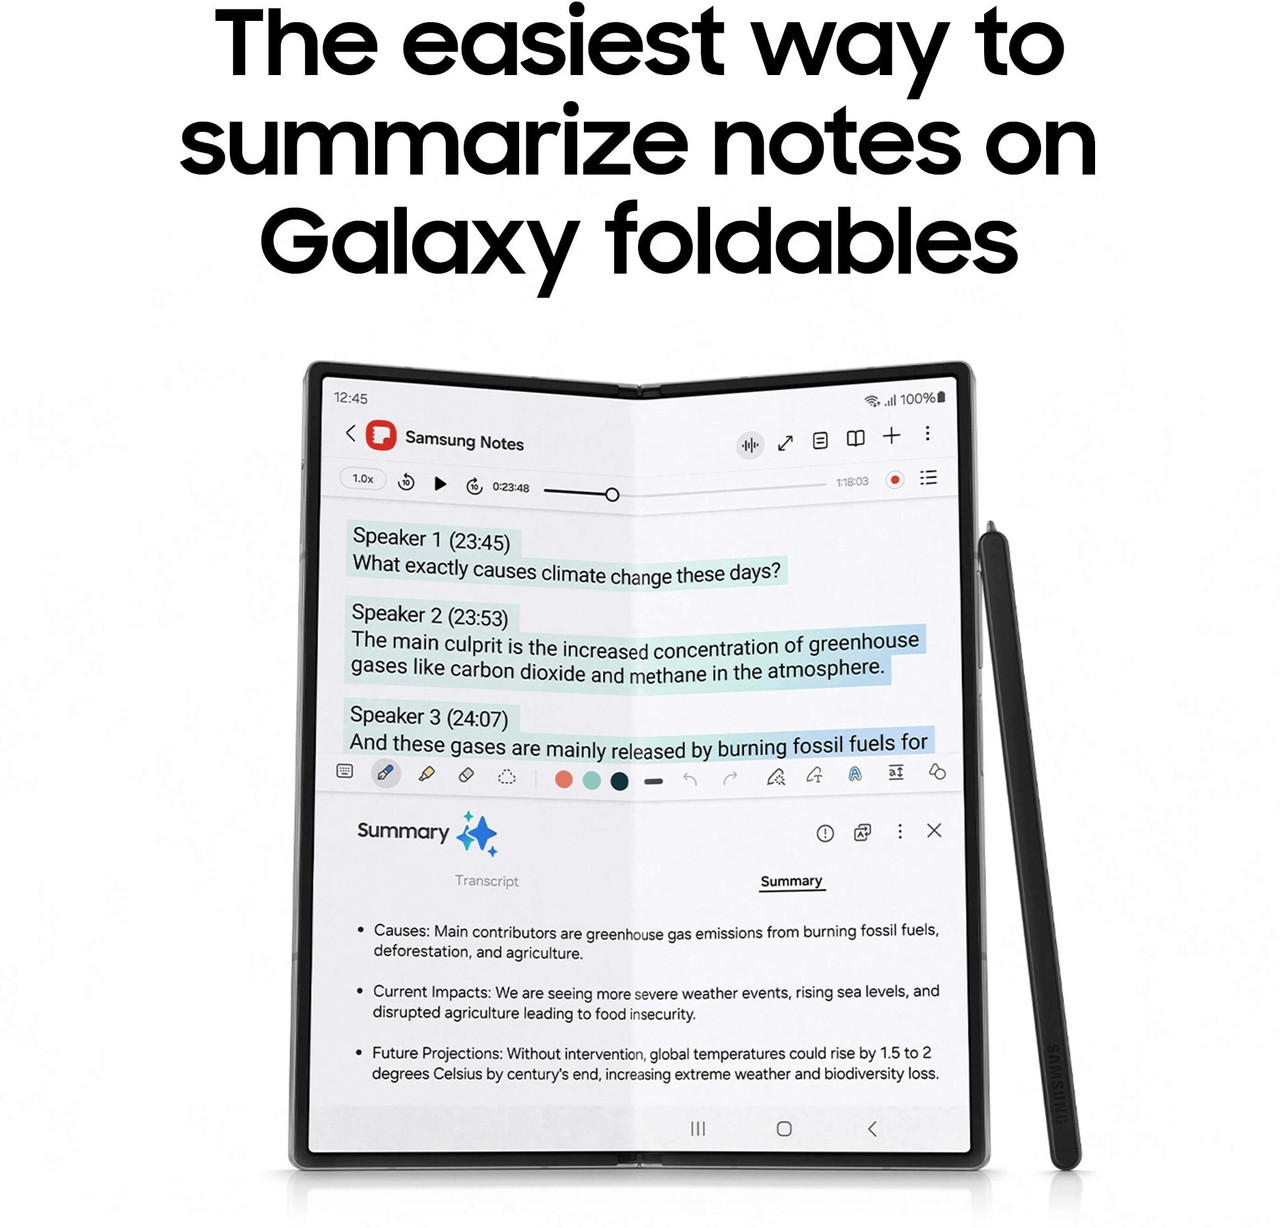 The easiest way to
summarize notes on
Galaxy foldables
12:45
100%
Samsung Notes
1.0x
10
10
0:23:48
1:18:03
Speaker 1 (23:45)
What exactly causes climate change these days?
Speaker 2 (23:53)
The main culprit is the increased concentration of greenhouse
gases like carbon dioxide and methane in the atmosphere.
Speaker 3 (24:07)
And these gases are mainly released by burning fossil fuels for
Summary
Transcript
Summary
• Causes: Main contributors are greenhouse gas emissions from burning fossil fuels,
deforestation, and agriculture.
• Current Impacts: We are seeing more severe weather events, rising sea levels, and
disrupted agriculture leading to food insecurity.
• Future Projections: Without intervention, global temperatures could rise by 1.5 to 2
degrees Celsius by century's end, increasing extreme weather and biodiversity loss.
SAMSUNG